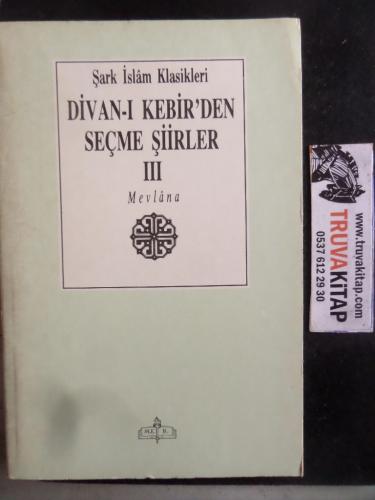 Şark İslâm Klasikleri
DİVAN-I KEBİR'DEN
SEÇME ŞİİRLER
III
Mevlâna
M.E. B.
www.truvakitap.com
TRUVAKİTAP
0537 612 29 30